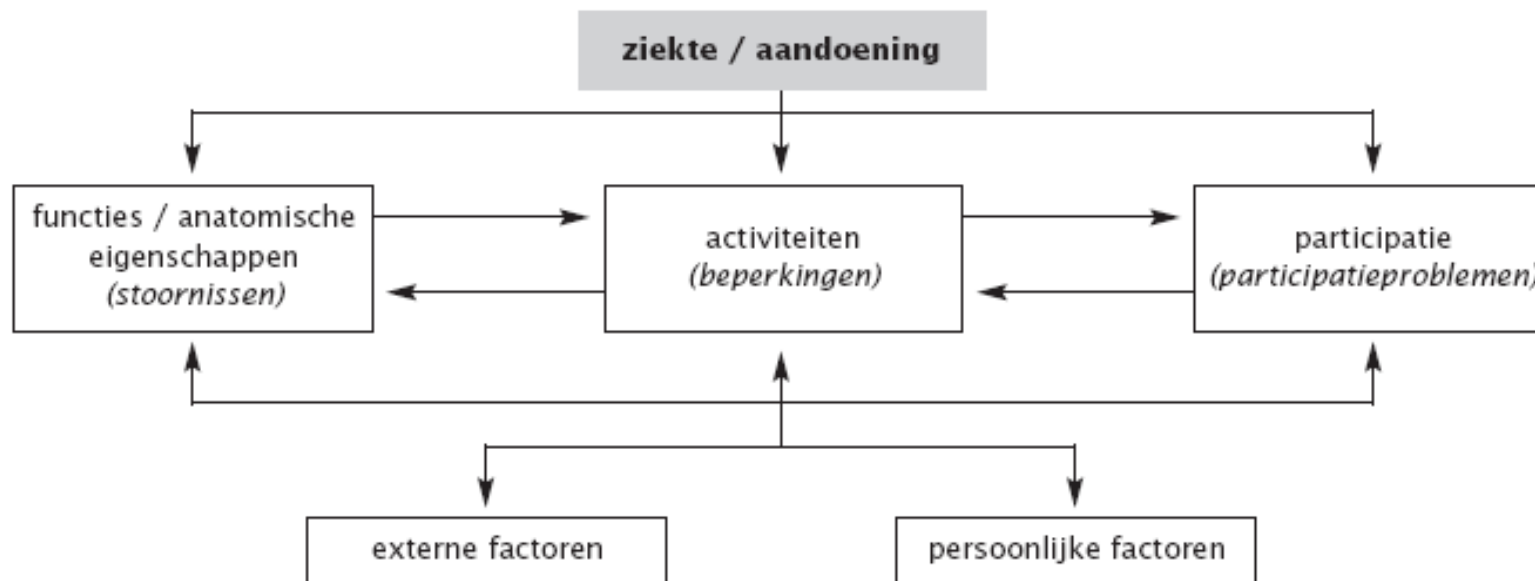 ziekte / aandoening
functies / anatomische
eigenschappen
(stoornissen)
activiteiten
(beperkingen)
participatie
(participatieproblemen)
externe factoren
persoonlijke factoren